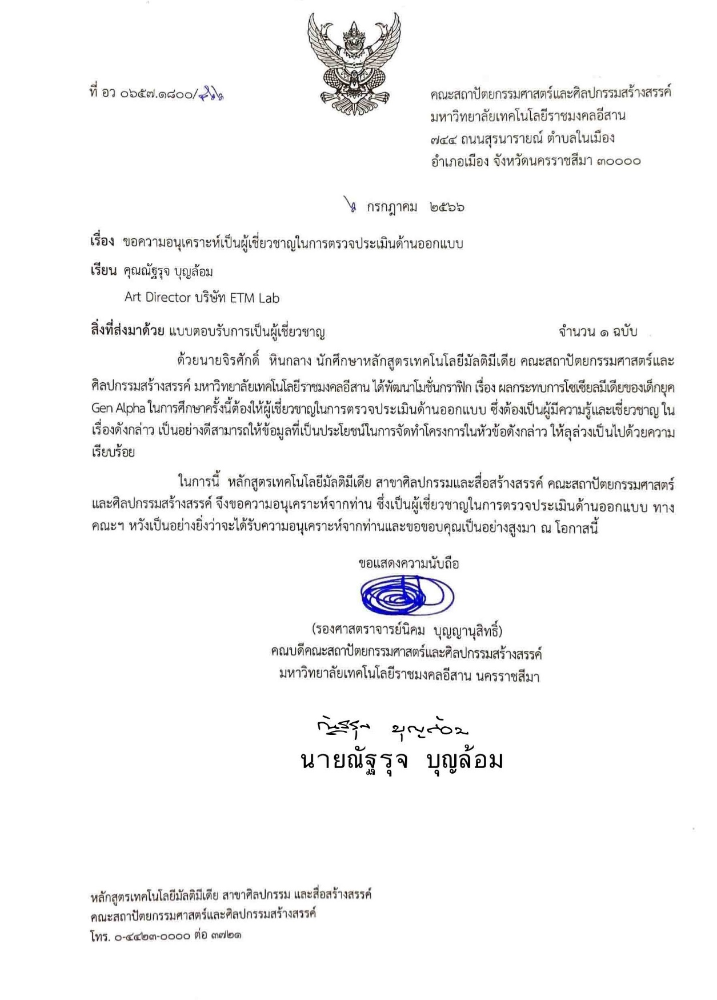 ที่ อว ๐๖๕๗.๑๘๐๐/
คณะสถาปัตยกรรมศาสตร์และศิลปกรรมสร้างสรรค์
มหาวิทยาลัยเทคโนโลยีราชมงคลอีสาน
๗๔๔ ถนนสุรนารายณ์ ตำบลในเมือง
อำเภอเมือง จังหวัดนครราชสีมา ๓๐๐๐๐
๖ กรกฎาคม ๒๕๖๖
เรื่อง ขอความอนุเคราะห์เป็นผู้เชี่ยวชาญในการตรวจประเมินด้านออกแบบ
เรียน คุณณัฐรุจ บุญล้อม
Art Director บริษัท ETM Lab
สิ่งที่ส่งมาด้วย แบบตอบรับการเป็นผู้เชี่ยวชาญ จำนวน ๑ ฉบับ
ด้วยนายจิรศักดิ์ หินกลาง นักศึกษาหลักสูตรเทคโนโลยีมัลติมีเดีย คณะสถาปัตยกรรมศาสตร์และ
ศิลปกรรมสร้างสรรค์ มหาวิทยาลัยเทคโนโลยีราชมงคลอีสาน ได้พัฒนาโมชั่นกราฟิก เรื่อง ผลกระทบการโซเชียลมีเดียของเด็กยุค
Gen Alpha ในการศึกษาครั้งนี้ต้องให้ผู้เชี่ยวชาญในการตรวจประเมินด้านออกแบบ ซึ่งต้องเป็นผู้มีความรู้และเชี่ยวชาญ ใน
เรื่องดังกล่าว เป็นอย่างดีสามารถให้ข้อมูลที่เป็นประโยชน์ในการจัดทำโครงการในหัวข้อดังกล่าว ให้ลุล่วงเป็นไปด้วยความ
เรียบร้อย
ในการนี้ หลักสูตรเทคโนโลยีมัลติมีเดีย สาขาศิลปกรรมและสื่อสร้างสรรค์ คณะสถาปัตยกรรมศาสตร์
และศิลปกรรมสร้างสรรค์ จึงขอความอนุเคราะห์จากท่าน ซึ่งเป็นผู้เชี่ยวชาญในการตรวจประเมินด้านออกแบบ ทาง
คณะฯ หวังเป็นอย่างยิ่งว่าจะได้รับความอนุเคราะห์จากท่านและขอขอบคุณเป็นอย่างสูงมา ณ โอกาสนี้
ขอแสดงความนับถือ
(รองศาสตราจารย์นิคม บุญญานุสิทธิ์)
คณบดีคณะสถาปัตยกรรมศาสตร์และศิลปกรรมสร้างสรรค์
มหาวิทยาลัยเทคโนโลยีราชมงคลอีสาน นครราชสีมา
ณัฐรุจ บุญล้อม
นายณัฐรุจ บุญล้อม
หลักสูตรเทคโนโลยีมัลติมีเดีย สาขาศิลปกรรม และสื่อสร้างสรรค์
คณะสถาปัตยกรรมศาสตร์และศิลปกรรมสร้างสรรค์
โทร. ๐-๔๔๒๓-๐๐๐๐ ต่อ ๓๗๒๑